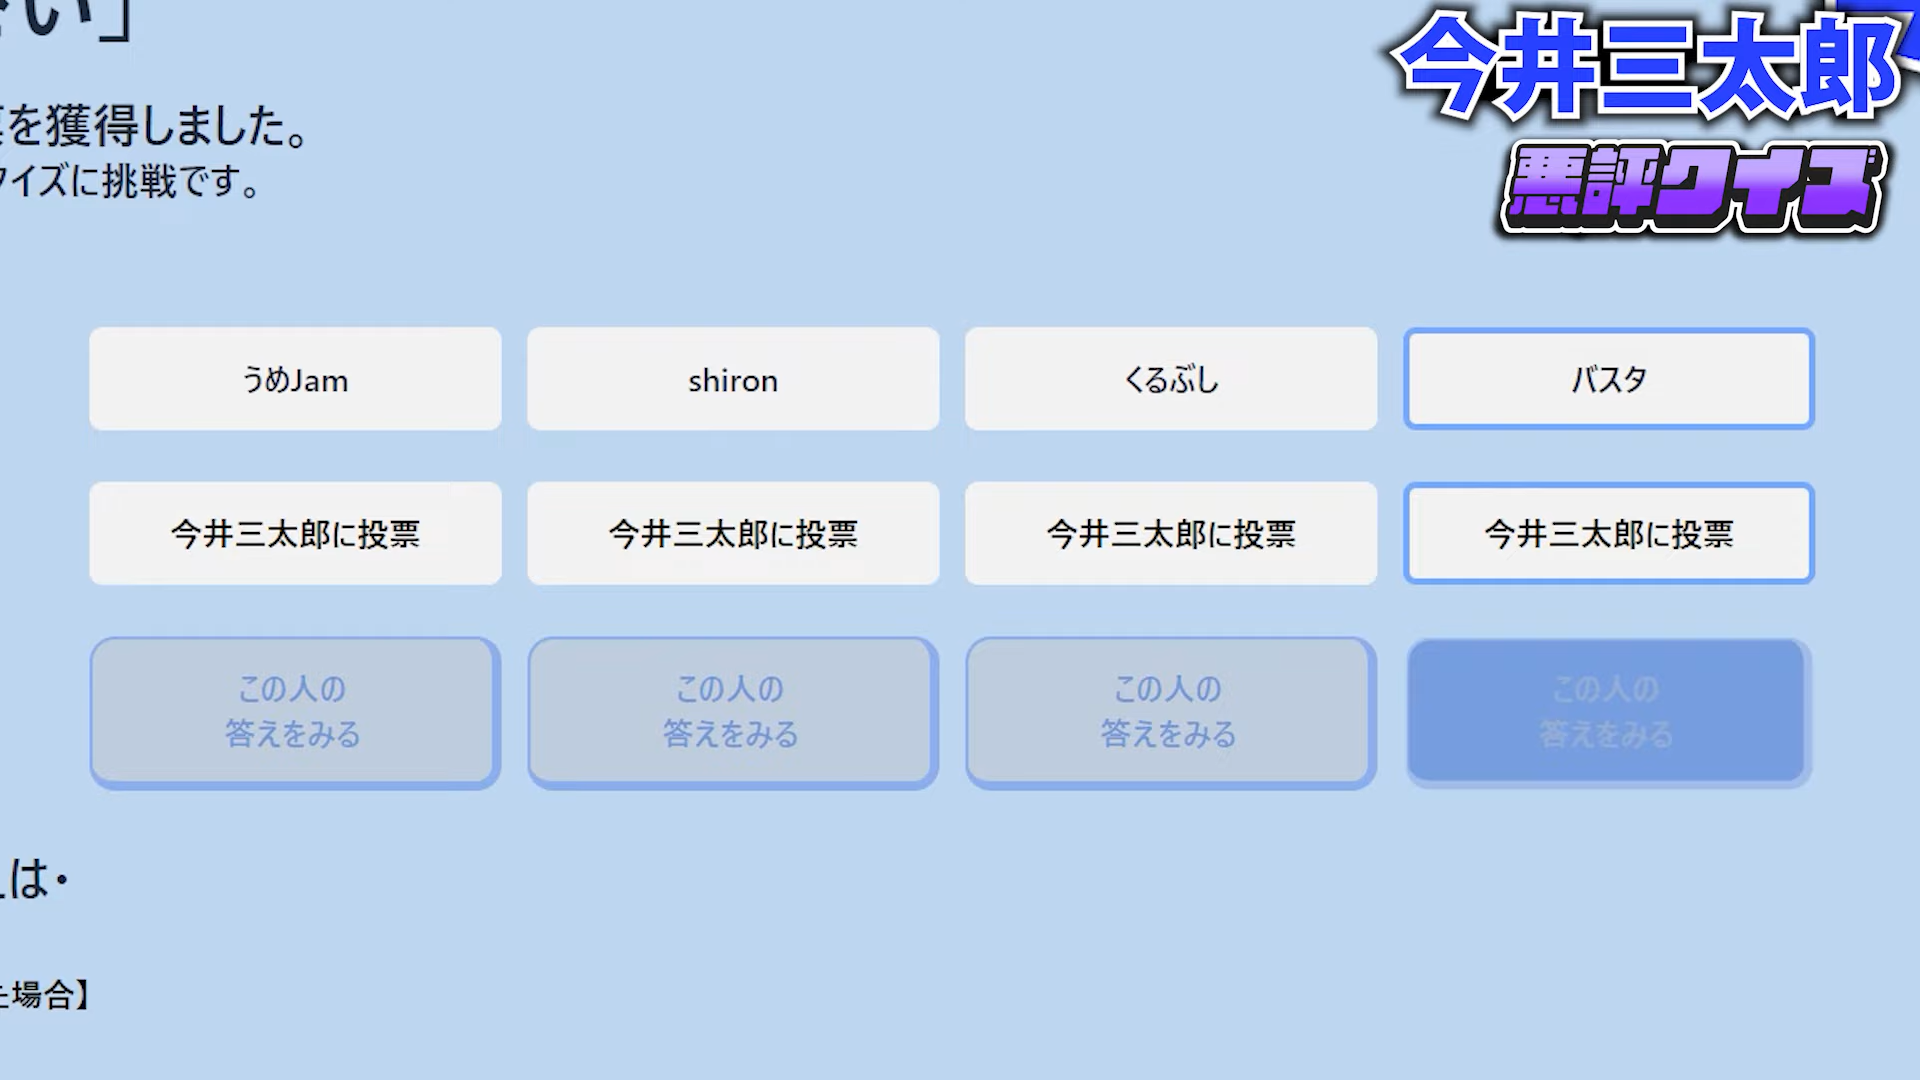 い」
今井三太郎
を獲得しました。
悪評クイズ
イズに挑戦です。
うめJam
shiron
くるぶし
バスタ
今井三太郎に投票
今井三太郎に投票
今井三太郎に投票
今井三太郎に投票
この人の
答えをみる
この人の
答えをみる
この人の
答えをみる
この人の
答えをみる
は・
場合】